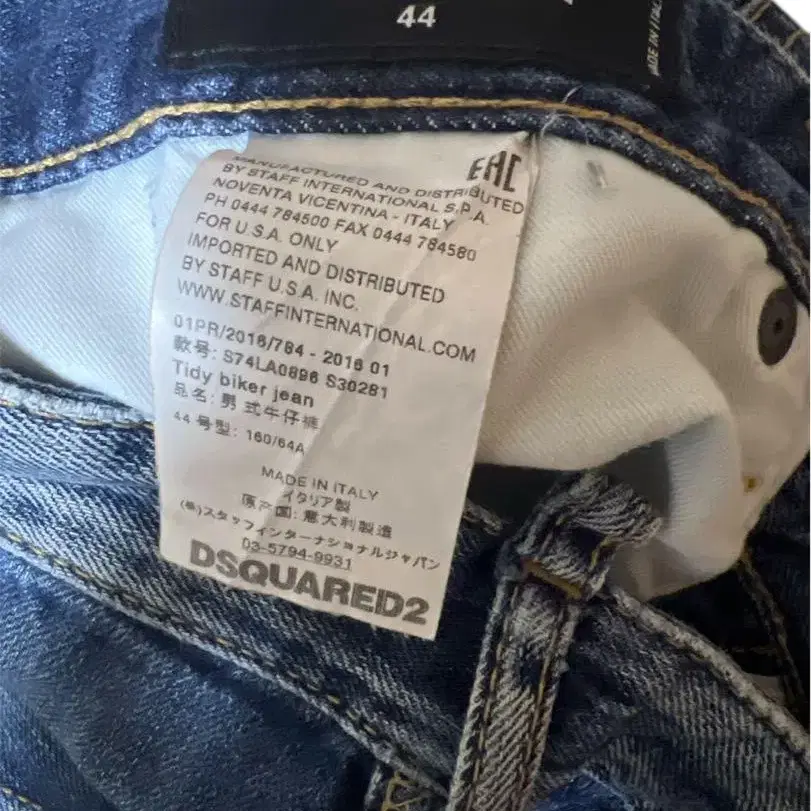 44
MADE IN ITALY
EAC
MANUFACTURED AND DISTRIBUTED
BY STAFF INTERNATIONAL S.P.A.
NOVENTA VICENTINA - ITALY
PH 0444 784500 FAX 0444 784580
FOR U.S.A. ONLY
IMPORTED AND DISTRIBUTED
BY STAFF U.S.A. INC.
WWW.STAFFINTERNATIONAL.COM
01PR/2016/784 - 2016 01
款号: S74LA0896 S30281
Tidy biker jean
品名: 男式牛仔裤
44 号型: 160/64A
MADE IN ITALY
イタリア製
原产国: 意大利製造
(株)スタッフインターナショナルジャパン
03-5794-9931
DSQUARED2